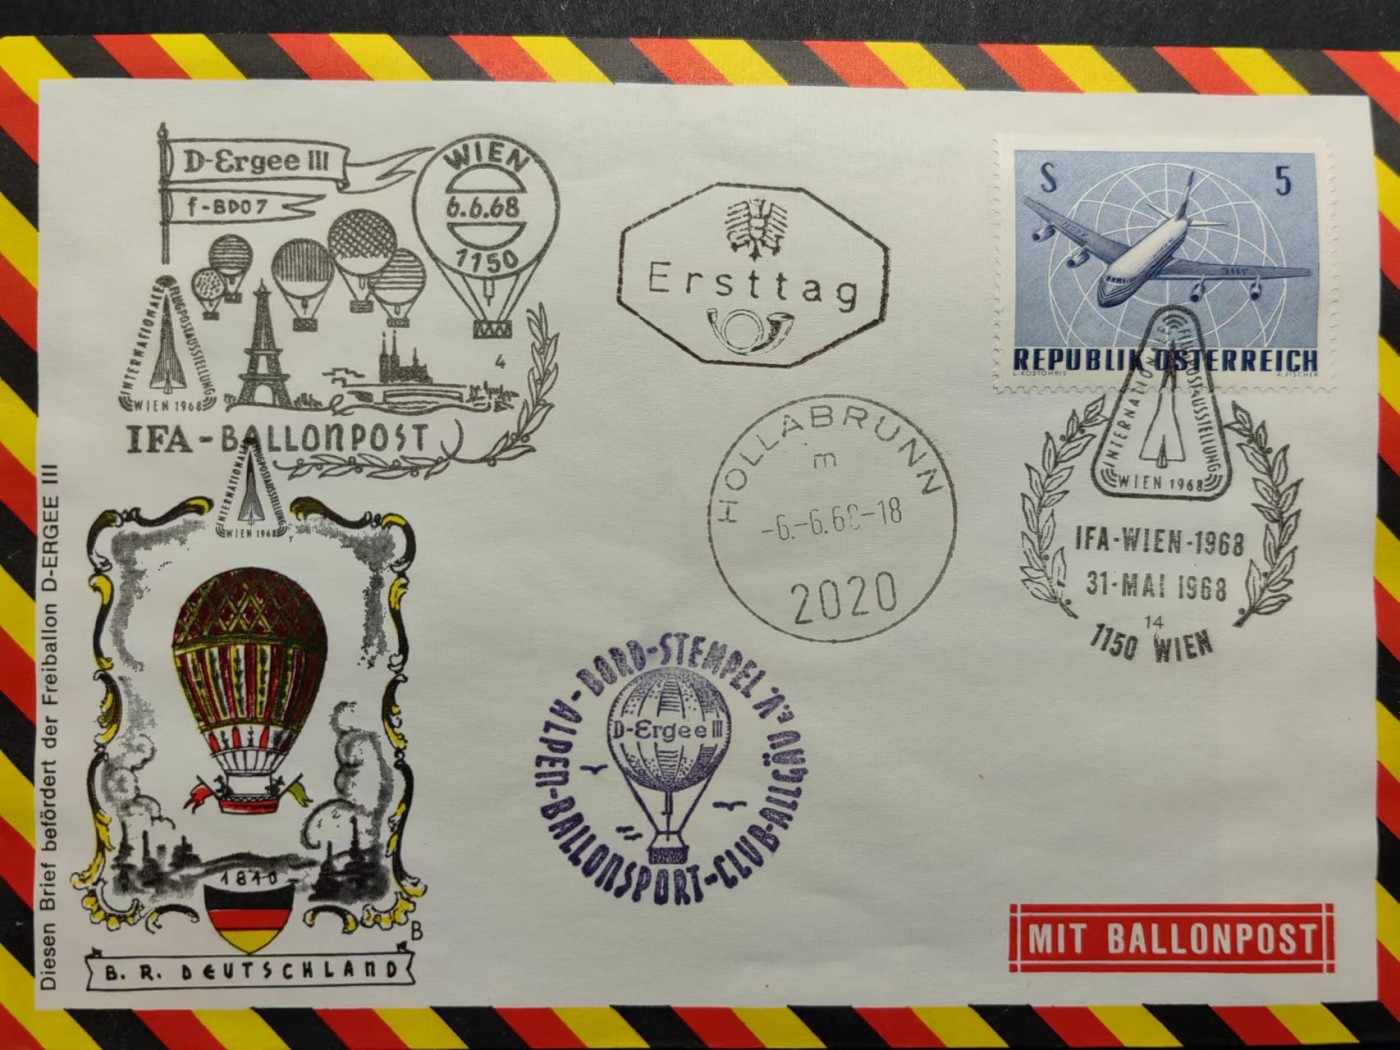 D-Ergee III
f-BD07
WIEN
6.6.68
1150
INTERNATIONALE FLUGPOSTAUSSTELLUNG
WIEN 1968
4
IFA-BALLONPOST
Ersttag
S 5
REPUBLIK ÖSTERREICH
L.KOSTOHRIS A.FISCHER
INTERNATIONALE FLUGPOSTAUSSTELLUNG
WIEN 1968
IFA-WIEN-1968
31·MAI 1968
14
1150 WIEN
HOLLABRUNN
m
-6.-6.68-18
2020
INTERNATIONALE FLUGPOSTAUSSTELLUNG
WIEN 1968
Diesen Brief befördert der Freiballon D-ERGEE III
1810
B
B. R. DEUTSCHLAND
BORD-STEMPEL
ALPEN-BALLONSPORT-CLUB-ALLGÄU e.V.
D-Ergee III
MIT BALLONPOST